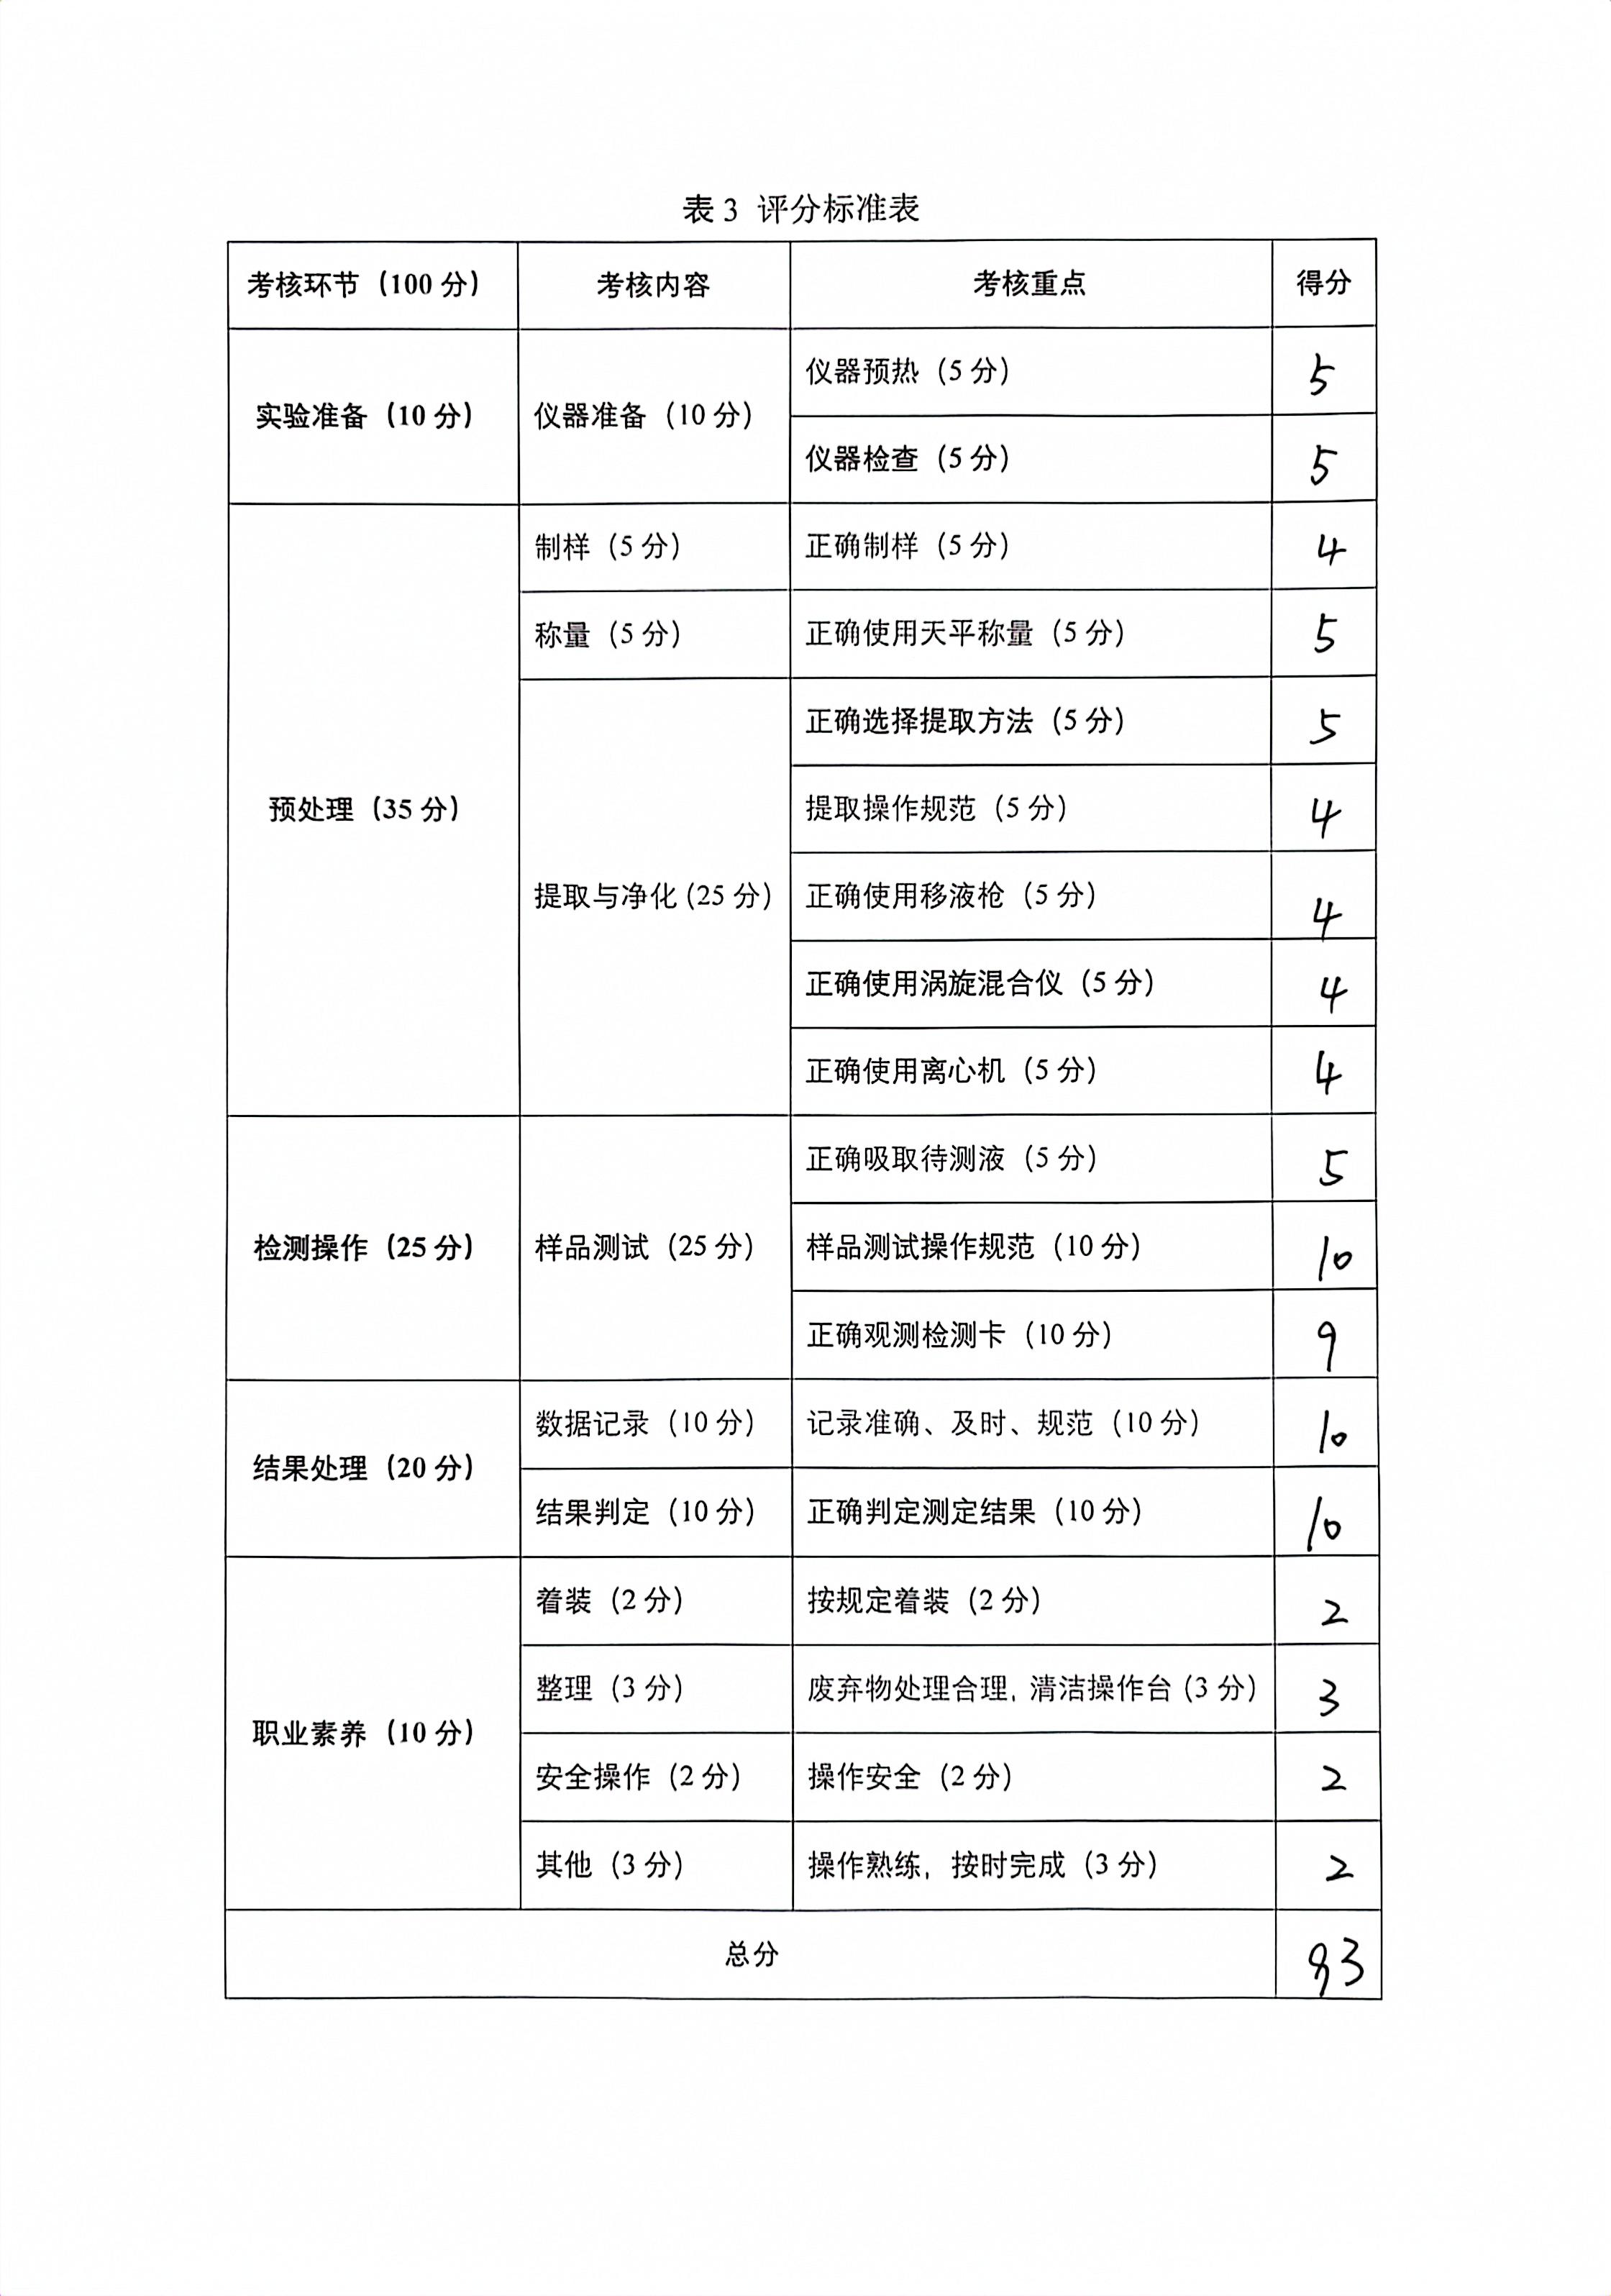 表 3 评分标准表
考核环节（100 分） 考核内容 考核重点 得分
实验准备（10 分） 仪器准备（10 分） 仪器预热（5 分） 5
仪器检查（5 分） 5
预处理（35 分） 制样（5 分） 正确制样（5 分） 4
称量（5 分） 正确使用天平称量（5 分） 5
提取与净化（25 分） 正确选择提取方法（5 分） 5
提取操作规范（5 分） 4
正确使用移液枪（5 分） 4
正确使用涡旋混合仪（5 分） 4
正确使用离心机（5 分） 4
检测操作（25 分） 样品测试（25 分） 正确吸取待测液（5 分） 5
样品测试操作规范（10 分） 10
正确观测检测卡（10 分） 9
结果处理（20 分） 数据记录（10 分） 记录准确、及时、规范（10 分） 10
结果判定（10 分） 正确判定测定结果（10 分） 10
职业素养（10 分） 着装（2 分） 按规定着装（2 分） 2
整理（3 分） 废弃物处理合理，清洁操作台（3 分） 3
安全操作（2 分） 操作安全（2 分） 2
其他（3 分） 操作熟练，按时完成（3 分） 2
总分 93